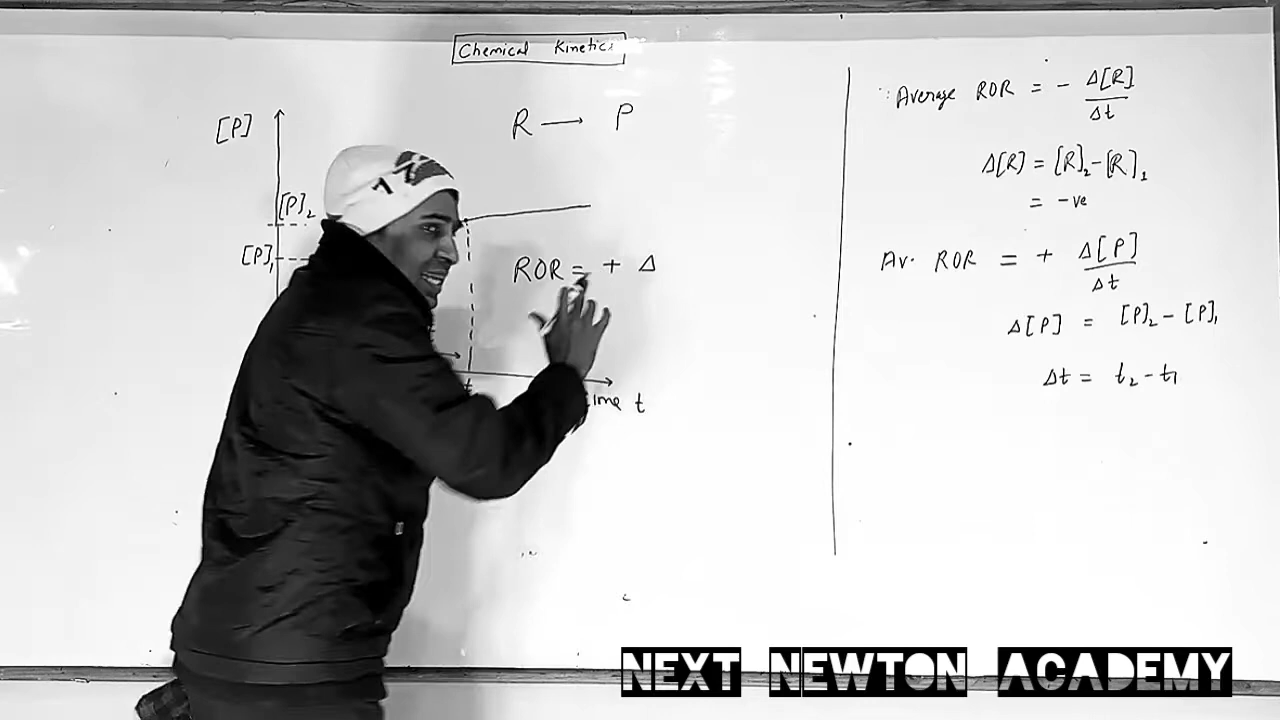 Chemical Kinetics
R → P
[P]
[P]₂
[P]₁
ROR = + Δ
t
∵ Average ROR = - Δ[R]/Δt
Δ[R] = [R]₂-[R]₁
= -ve
Av. ROR = + Δ[P]/Δt
Δ[P] = [P]₂-[P]₁
Δt = t₂-t₁
17
NEXT NEWTON ACADEMY